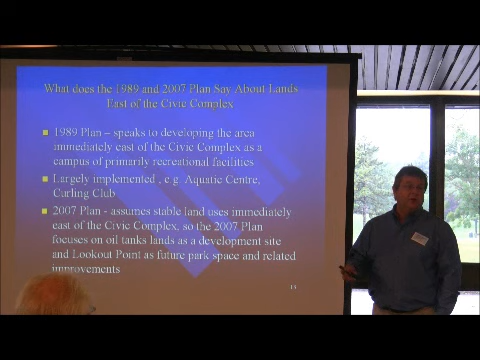 What does the 1989 and 2007 Plan Say About Lands
East of the Civic Complex
1989 Plan – speaks to developing the area
immediately east of the Civic Complex as a
campus of primarily recreational facilities
Largely implemented , e.g. Aquatic Centre,
Curling Club
2007 Plan - assumes stable land uses immediately
east of the Civic Complex, so the 2007 Plan
focuses on oil tanks lands as a development site
and Lookout Point as future park space and related
improvements